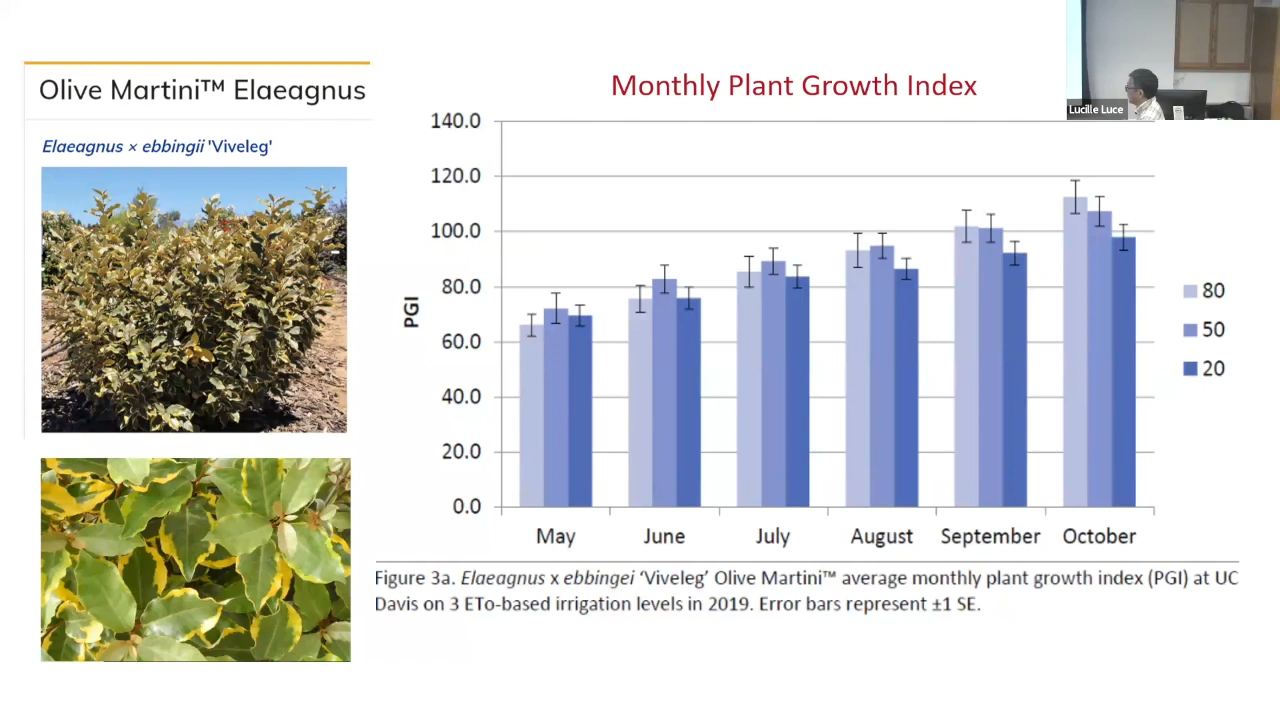 Olive Martini™ Elaeagnus
Elaeagnus × ebbingii 'Viveleg'
Monthly Plant Growth Index
Lucille Luce
140.0
120.0
100.0
80.0
60.0
40.0
20.0
0.0
PGI
May June July August September October
80
50
20
Figure 3a. Elaeagnus x ebbingei ‘Viveleg’ Olive Martini™ average monthly plant growth index (PGI) at UC
Davis on 3 ETo-based irrigation levels in 2019. Error bars represent ±1 SE.